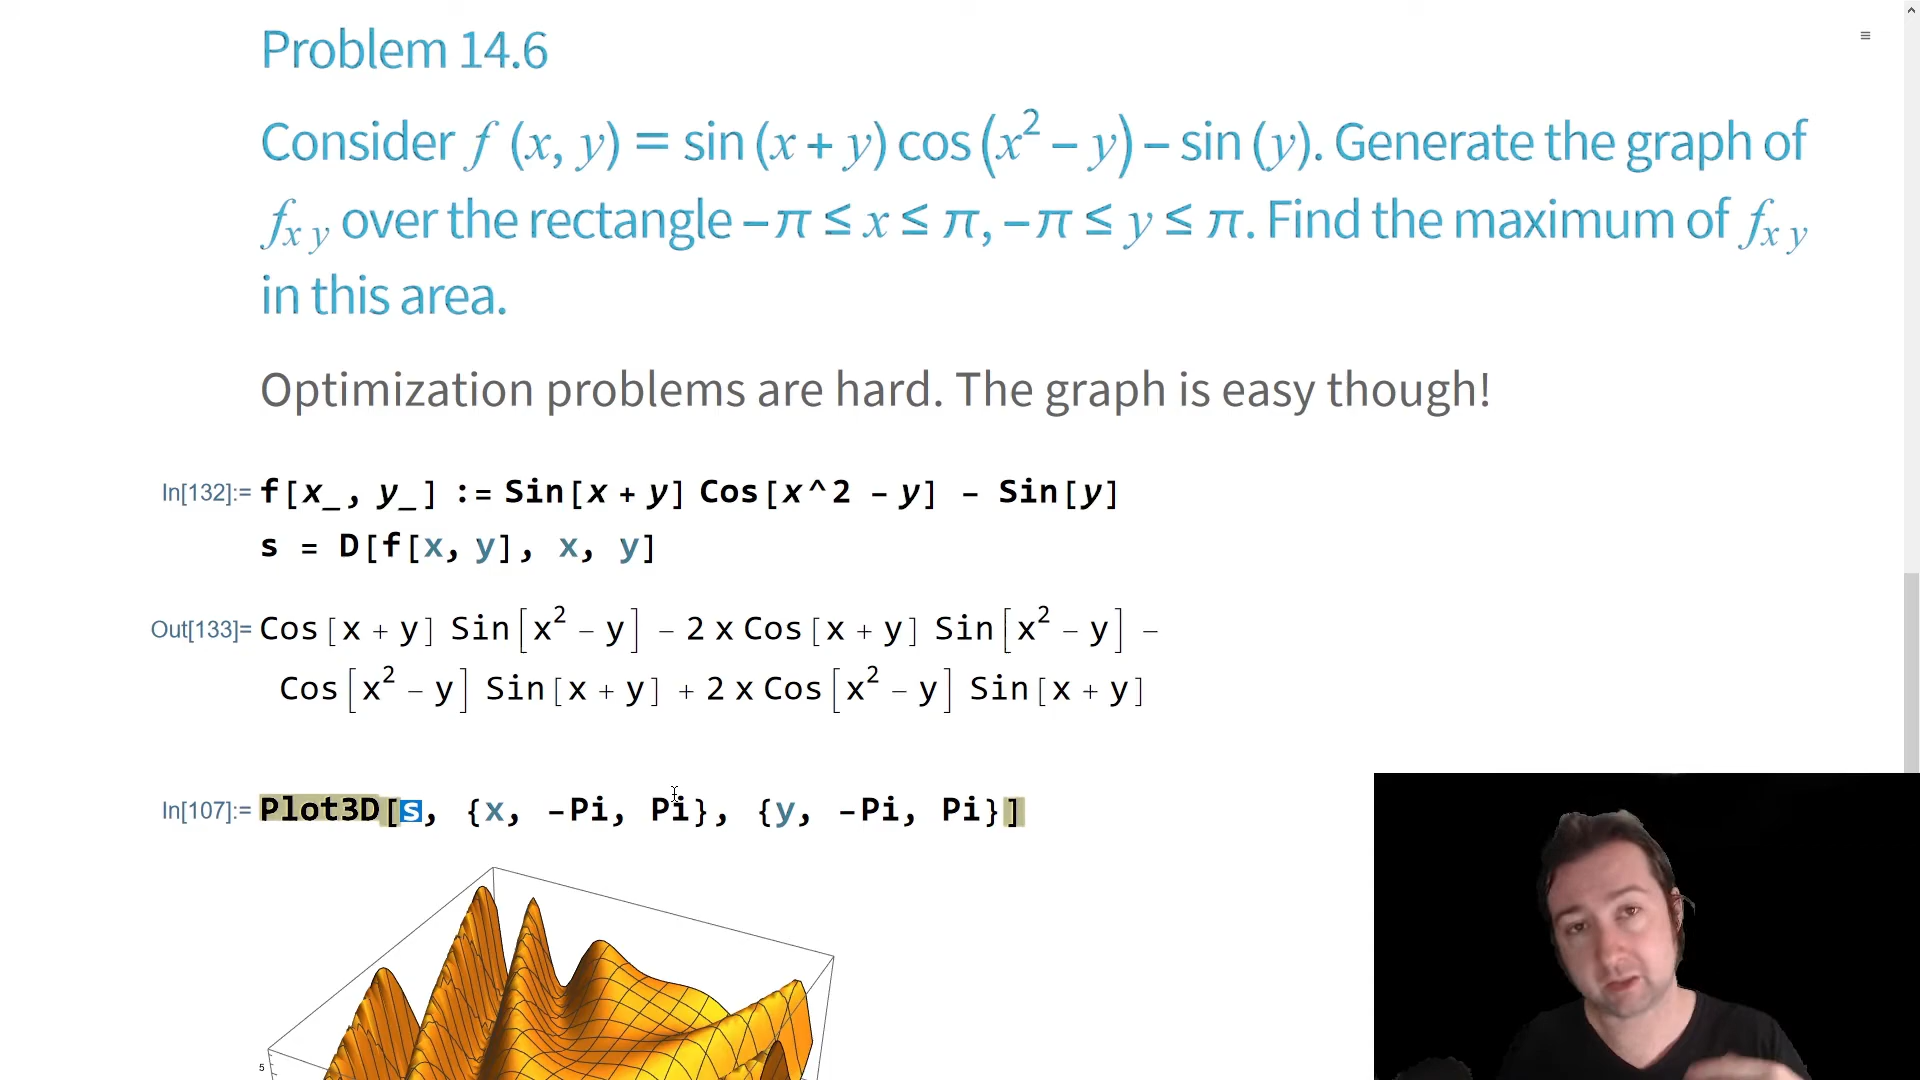 Problem 14.6
Consider f (x, y) = sin (x + y) cos (x² − y) − sin (y). Generate the graph of
fx y over the rectangle −π ≤ x ≤ π, −π ≤ y ≤ π. Find the maximum of fx y
in this area.
Optimization problems are hard. The graph is easy though!
In[132]:= f[x_, y_] := Sin[x + y] Cos[x^2 − y] − Sin[y]
s = D[f[x, y], x, y]
Out[133]= Cos[x + y] Sin[x² − y] − 2 x Cos[x + y] Sin[x² − y] −
Cos[x² − y] Sin[x + y] + 2 x Cos[x² − y] Sin[x + y]
In[107]:= Plot3D[s, {x, −Pi, Pi}, {y, −Pi, Pi}]
5